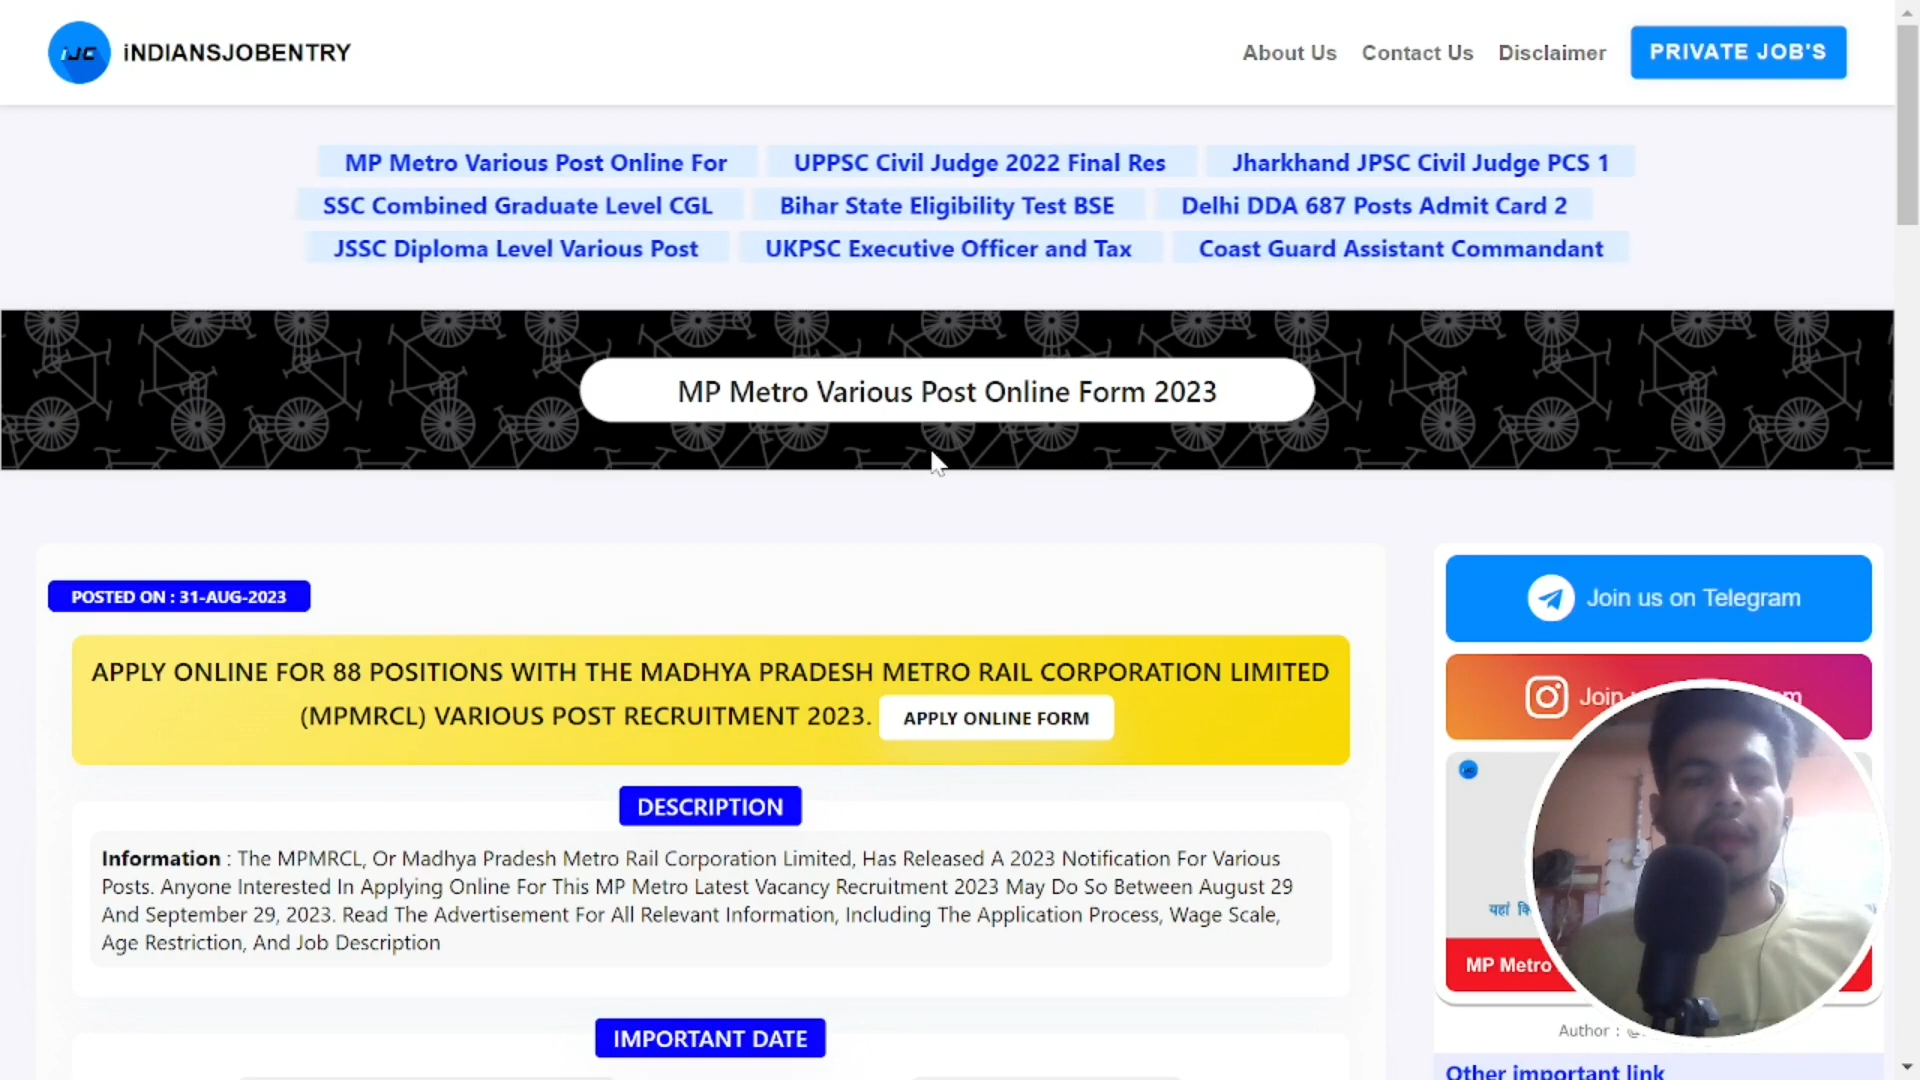 iJC iNDIANSJOBENTRY
About Us Contact Us Disclaimer PRIVATE JOB'S
MP Metro Various Post Online For UPPSC Civil Judge 2022 Final Res Jharkhand JPSC Civil Judge PCS 1
SSC Combined Graduate Level CGL Bihar State Eligibility Test BSE Delhi DDA 687 Posts Admit Card 2
JSSC Diploma Level Various Post UKPSC Executive Officer and Tax Coast Guard Assistant Commandant
MP Metro Various Post Online Form 2023
POSTED ON : 31-AUG-2023
APPLY ONLINE FOR 88 POSITIONS WITH THE MADHYA PRADESH METRO RAIL CORPORATION LIMITED
(MPMRCL) VARIOUS POST RECRUITMENT 2023. APPLY ONLINE FORM
DESCRIPTION
Information : The MPMRCL, Or Madhya Pradesh Metro Rail Corporation Limited, Has Released A 2023 Notification For Various
Posts. Anyone Interested In Applying Online For This MP Metro Latest Vacancy Recruitment 2023 May Do So Between August 29
And September 29, 2023. Read The Advertisement For All Relevant Information, Including The Application Process, Wage Scale,
Age Restriction, And Job Description
IMPORTANT DATE
Join us on Telegram
Join
यहां
MP Metro
Author :
Other important link